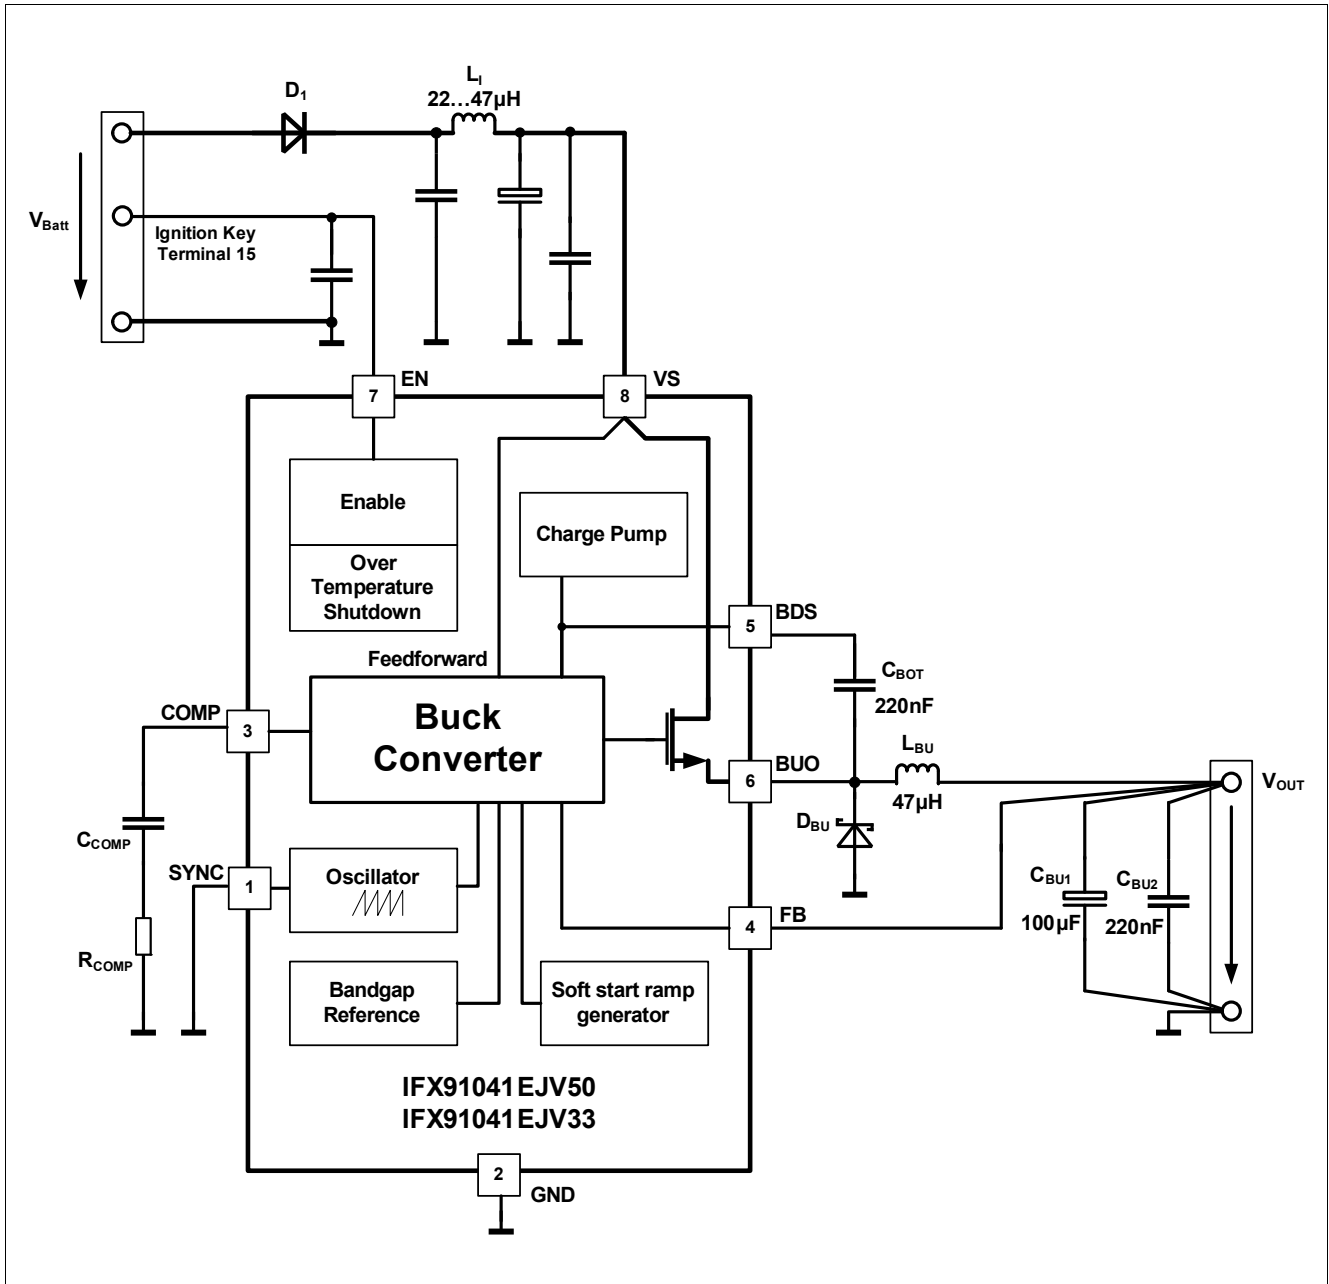 D1
LI
22...47µH
VBatt
Ignition Key
Terminal 15
7
EN
8
VS
Enable
Over
Temperature
Shutdown
Charge Pump
5
BDS
Feedforward
CBOT
220nF
COMP
3
Buck
Converter
LBU
47µH
6
BUO
VOUT
DBU
CCOMP
SYNC
1
Oscillator
CBU1
100µF
CBU2
220nF
4
FB
RCOMP
Bandgap
Reference
Soft start ramp
generator
IFX91041EJV50
IFX91041EJV33
2
GND